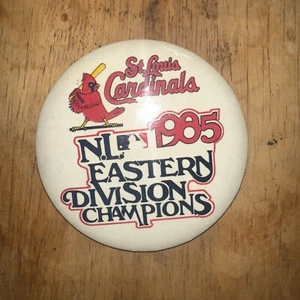 St. Louis
Cardinals
1985
N.L.
EASTERN
DIVISION
CHAMPIONS